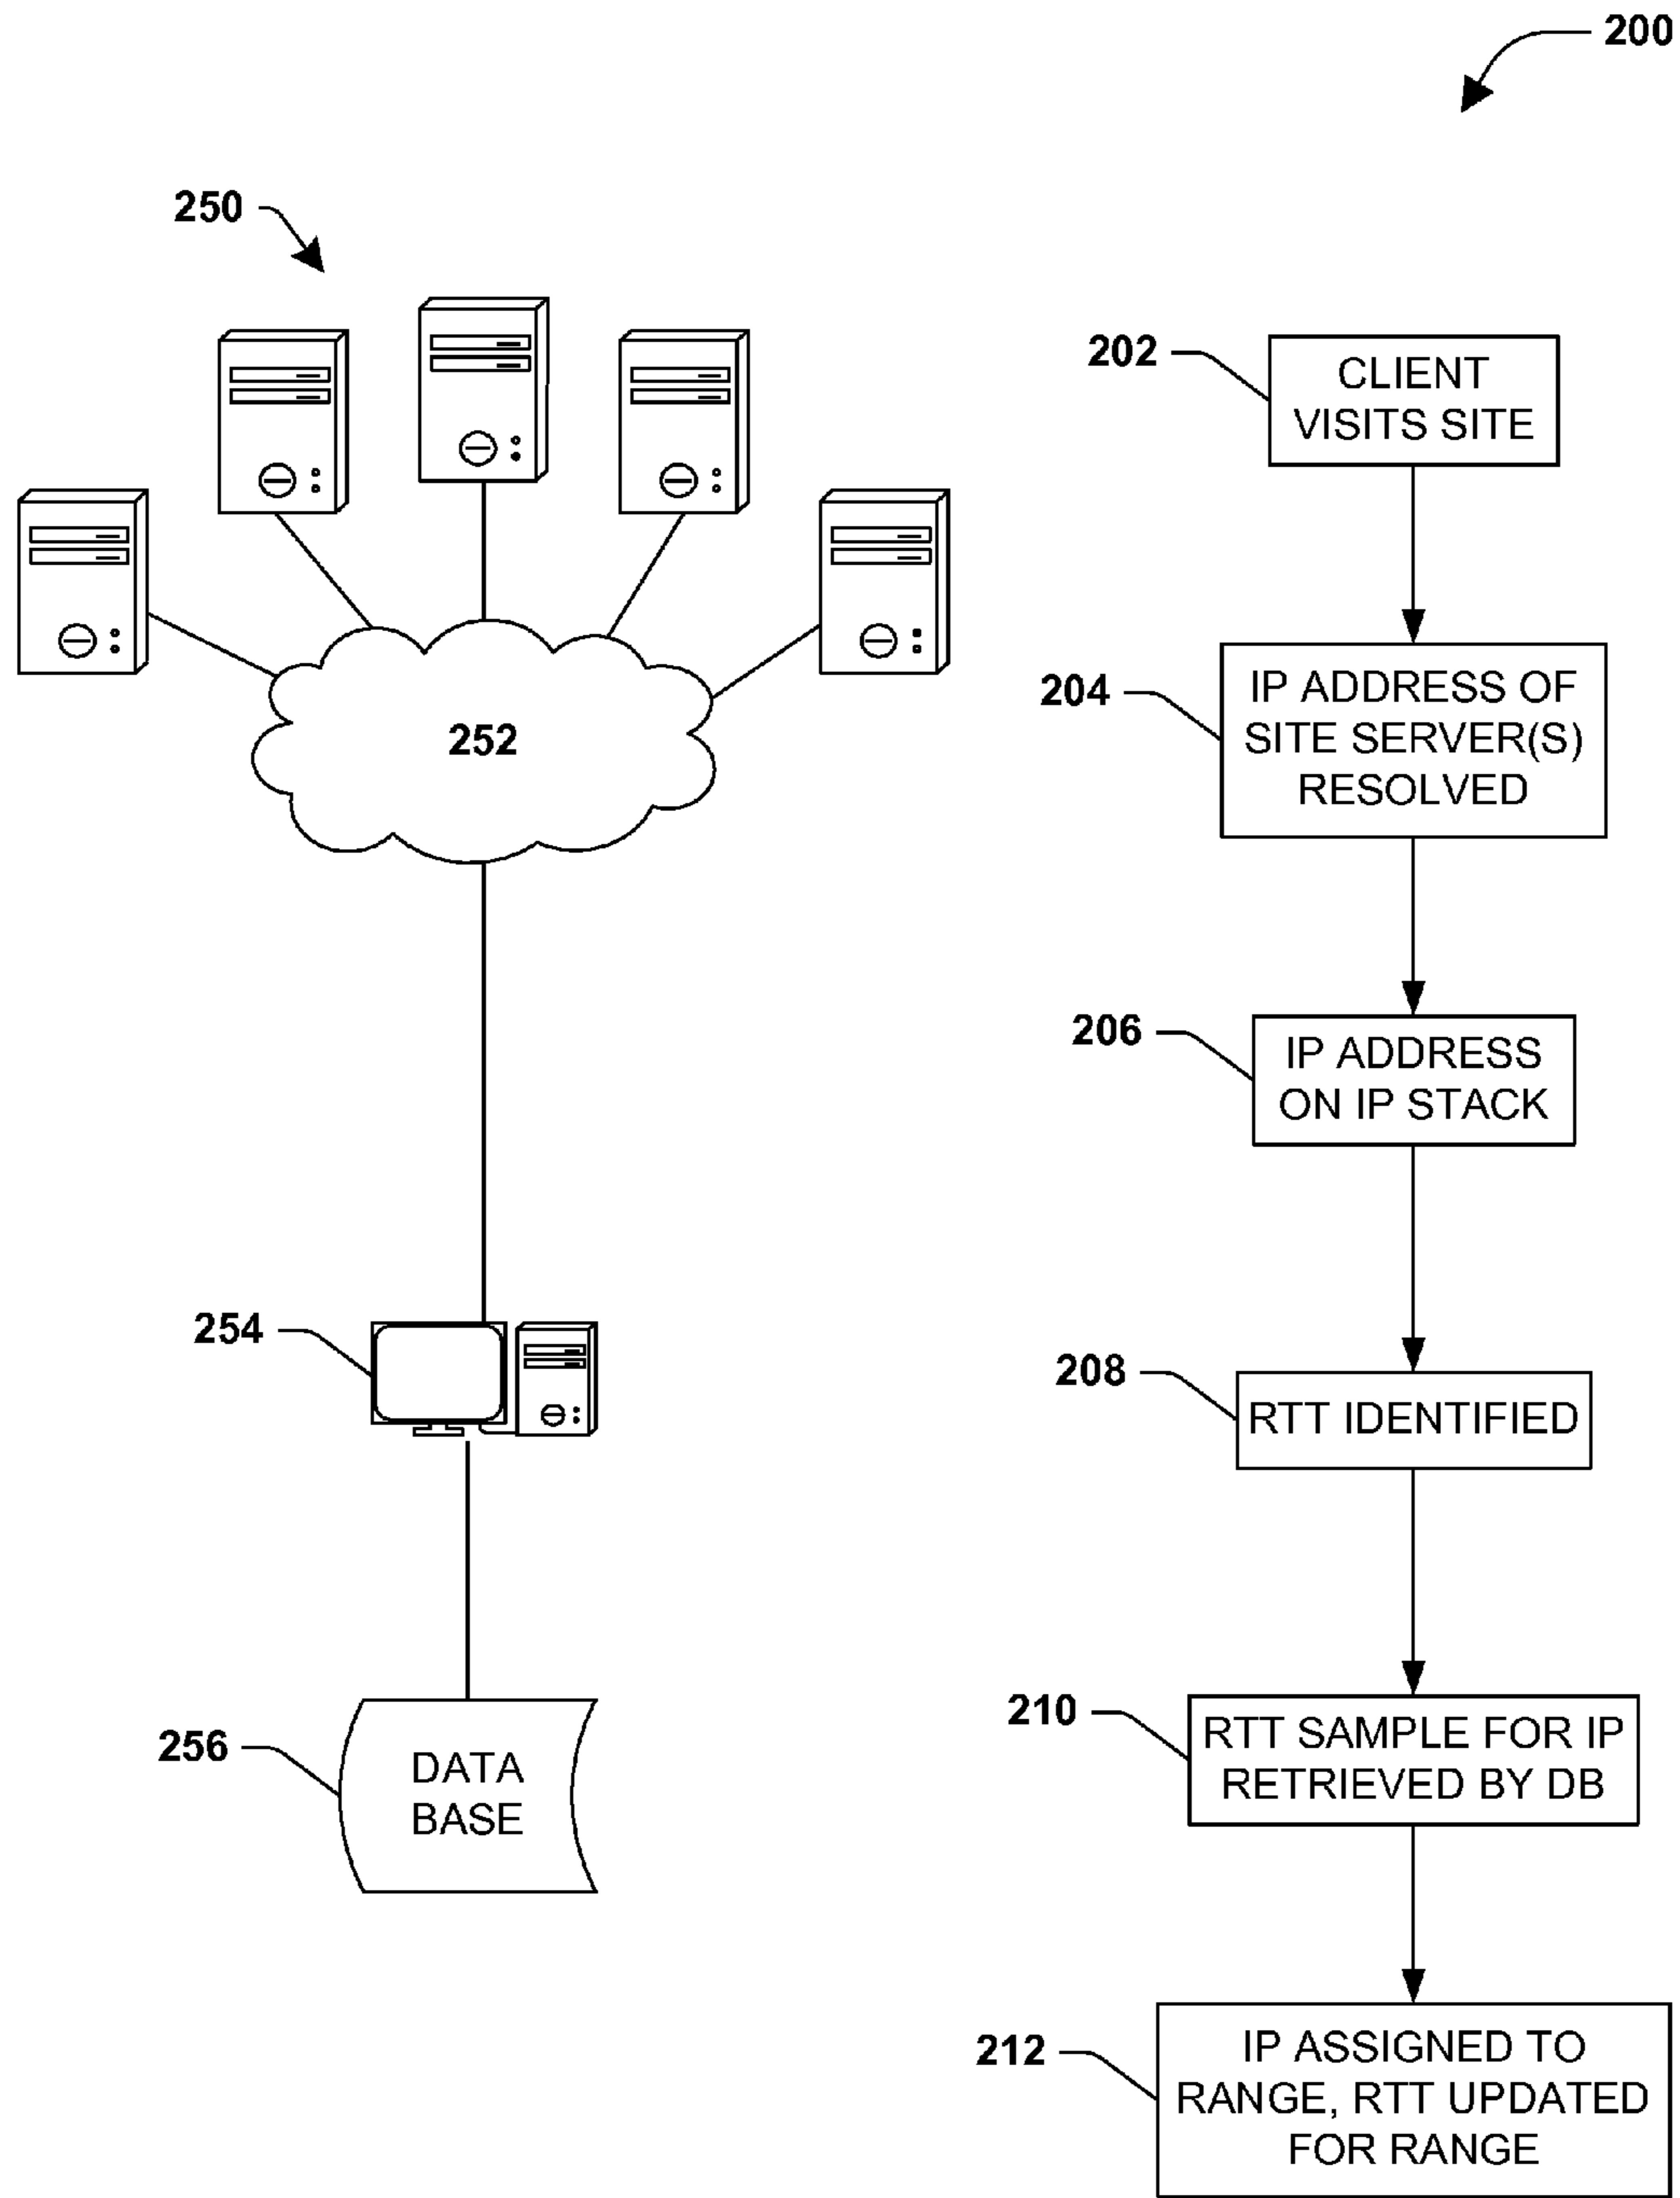 200
250
202
CLIENT
VISITS SITE
204
IP ADDRESS OF
SITE SERVER(S)
RESOLVED
252
206
IP ADDRESS
ON IP STACK
254
208
RTT IDENTIFIED
210
RTT SAMPLE FOR IP
RETRIEVED BY DB
256
DATA
BASE
212
IP ASSIGNED TO
RANGE, RTT UPDATED
FOR RANGE